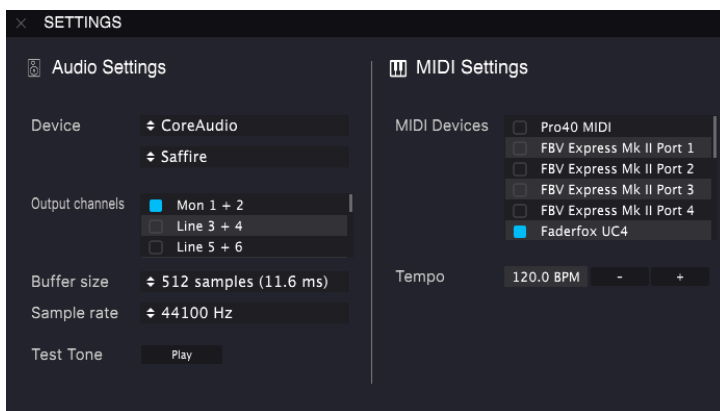 SETTINGS
Audio Settings
Device
CoreAudio
Saffire
Output channels
Mon 1 + 2
Line 3 + 4
Line 5 + 6
Buffer size
512 samples (11.6 ms)
Sample rate
44100 Hz
Test Tone
Play
MIDI Settings
MIDI Devices
Pro40 MIDI
FBV Express Mk II Port 1
FBV Express Mk II Port 2
FBV Express Mk II Port 3
FBV Express Mk II Port 4
Faderfox UC4
Tempo
120.0 BPM - +